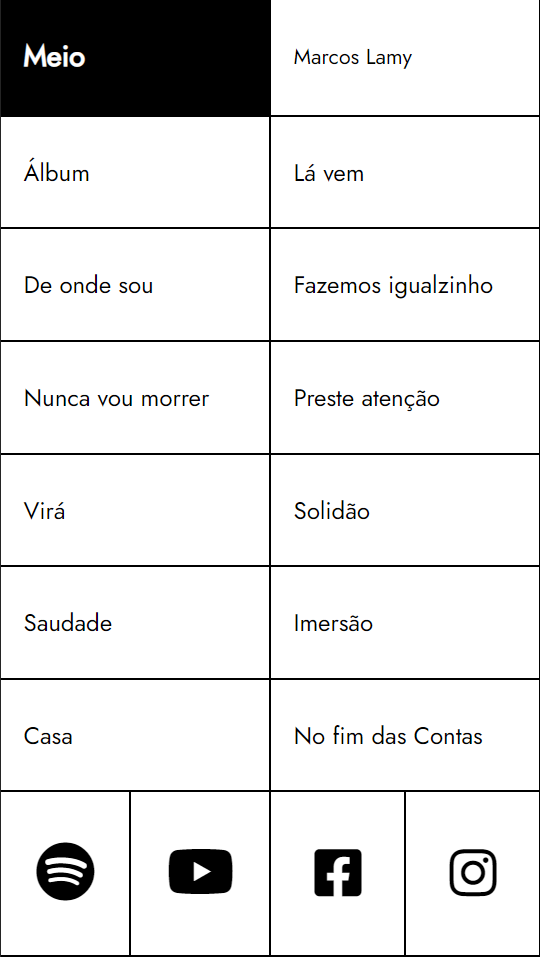 Meio
Marcos Lamy
Álbum
Lá vem
De onde sou
Fazemos igualzinho
Nunca vou morrer
Preste atenção
Virá
Solidão
Saudade
Imersão
Casa
No fim das Contas